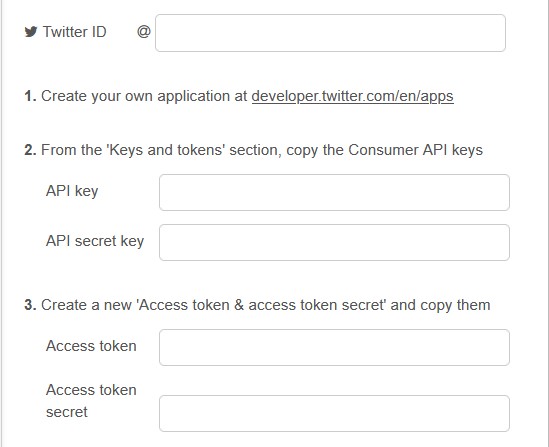 Twitter ID @
1. Create your own application at developer.twitter.com/en/apps
2. From the 'Keys and tokens' section, copy the Consumer API keys
API key
API secret key
3. Create a new 'Access token & access token secret' and copy them
Access token
Access token
secret